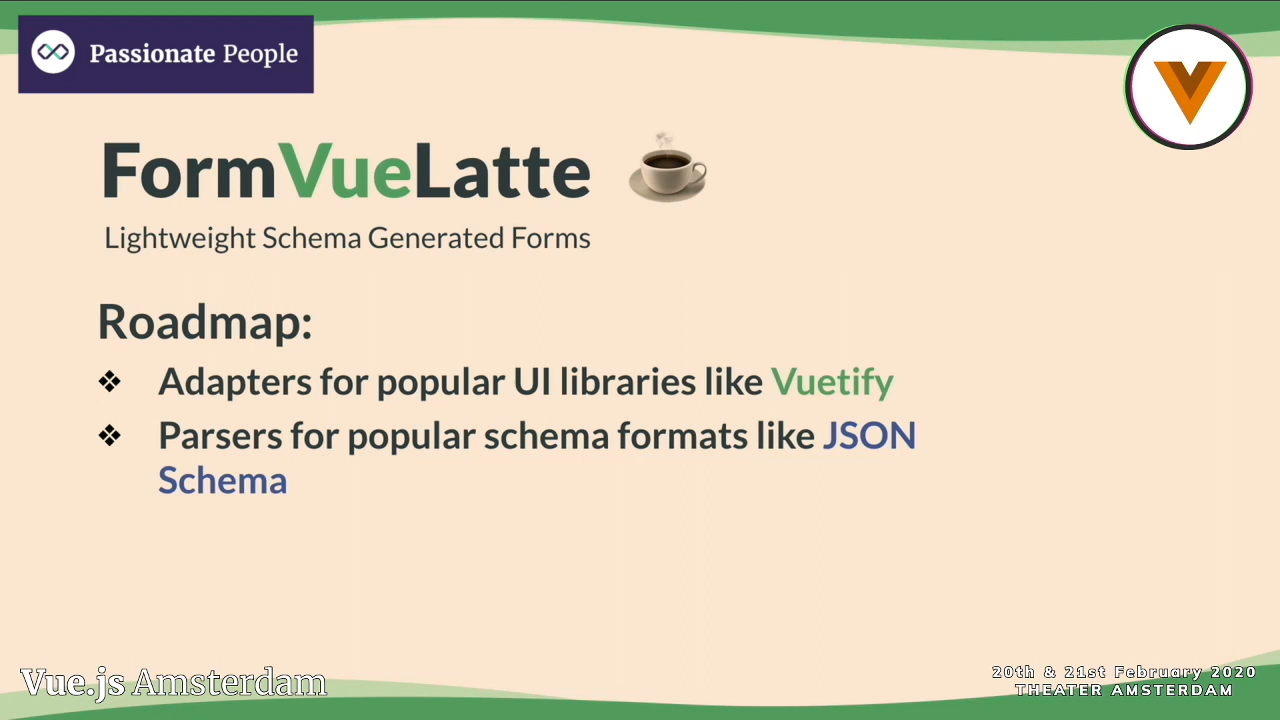 Passionate People
FormVueLatte
Lightweight Schema Generated Forms
Roadmap:
❖ Adapters for popular UI libraries like Vuetify
❖ Parsers for popular schema formats like JSON
Schema
Vue.js Amsterdam
20th & 21st February 2020
THEATER AMSTERDAM